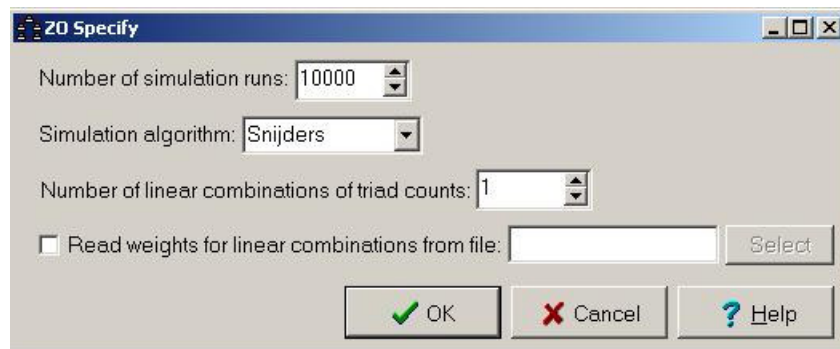 ZO Specify
Number of simulation runs: 10000
Simulation algorithm: Snijders
Number of linear combinations of triad counts: 1
Read weights for linear combinations from file: Select
OK Cancel Help